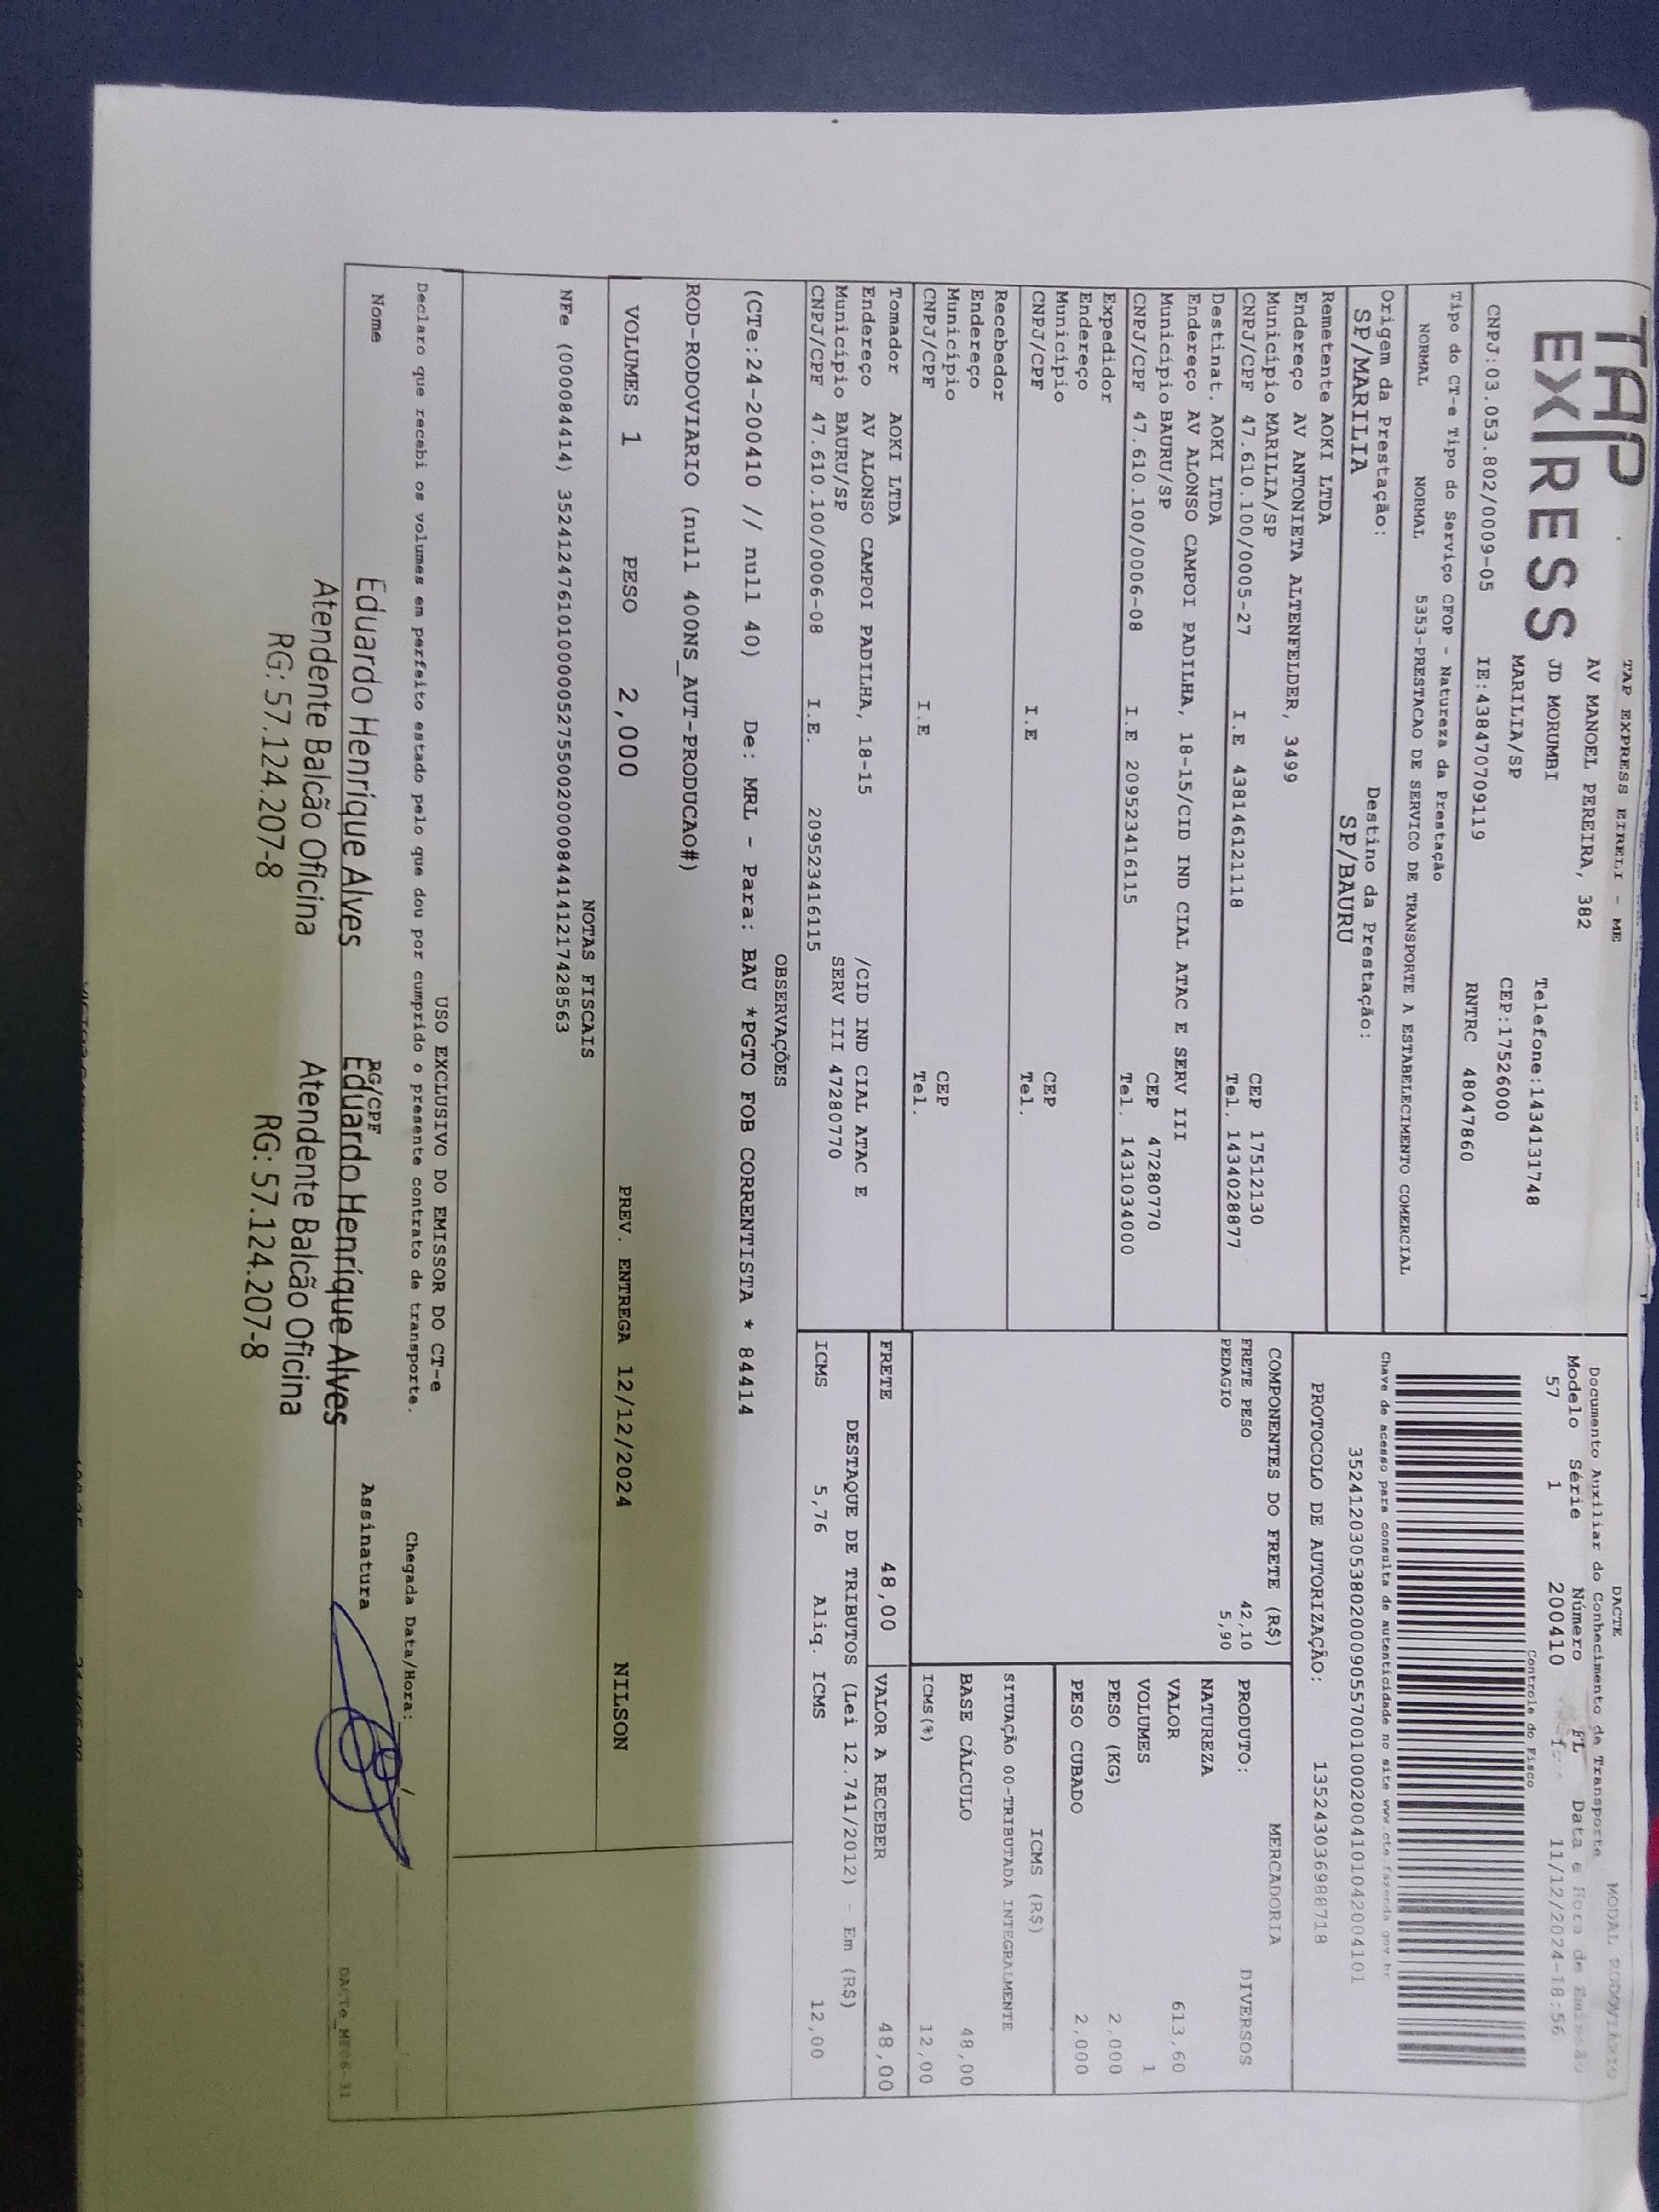 TAP
EXPRESS
TAP EXPRESS EIRELI - ME
AV MANOEL PEREIRA, 382
JD MORUMBI
MARILIA/SP
Telefone:1434131748
CEP:17526000
CNPJ:03.053.802/0009-05 IE:438470709119 RNTRC 48047860
Tipo do CT-e Tipo do Serviço CFOP - Natureza da Prestação
NORMAL NORMAL 5353-PRESTACAO DE SERVICO DE TRANSPORTE A ESTABELECIMENTO COMERCIAL
Origem da Prestação: Destino da Prestação:
SP/MARILIA SP/BAURU
DACTE MODAL RODOVIARIO
Documento Auxiliar do Conhecimento de Transporte
Modelo Série Número FL Data e Hora de Emissão
57 1 200410 11/12/2024-18:56
Controle do Fisco
Chave de acesso para consulta de autenticidade no site www.cte.fazenda.gov.br
35241203053802000905570010002004101042004101
PROTOCOLO DE AUTORIZAÇÃO: 135243036988718
Remetente AOKI LTDA
Endereço AV ANTONIETA ALTENFELDER, 3499
Município MARILIA/SP CEP 17512130
CNPJ/CPF 47.610.100/0005-27 I.E 438146121118 Tel. 1434028877
Destinat. AOKI LTDA
Endereço AV ALONSO CAMPOI PADILHA, 18-15/CID IND CIAL ATAC E SERV III
Município BAURU/SP CEP 47280770
CNPJ/CPF 47.610.100/0006-08 I.E 209523416115 Tel. 1431034000
Expedidor
Endereço
Município CEP
CNPJ/CPF I.E Tel.
Recebedor
Endereço
Município CEP
CNPJ/CPF I.E Tel.
Tomador AOKI LTDA
Endereço AV ALONSO CAMPOI PADILHA, 18-15 /CID IND CIAL ATAC E
Município BAURU/SP SERV III 47280770
CNPJ/CPF 47.610.100/0006-08 I.E. 209523416115
COMPONENTES DO FRETE (R$)
FRETE PESO 42,10
PEDAGIO 5,90
MERCADORIA
PRODUTO: DIVERSOS
NATUREZA
VALOR 613,60
VOLUMES 1
PESO (KG) 2,000
PESO CUBADO 2,000
ICMS (R$)
SITUAÇÃO 00-TRIBUTADA INTEGRALMENTE
BASE CÁLCULO 48,00
ICMS(%) 12,00
FRETE 48,00 VALOR A RECEBER 48,00
DESTAQUE DE TRIBUTOS (Lei 12.741/2012) - Em (R$)
ICMS 5,76 Aliq. ICMS 12,00
OBSERVAÇÕES
(CTe:24-200410 // null 40) De: MRL - Para: BAU *PGTO FOB CORRENTISTA * 84414
ROD-RODOVIARIO (null 400NS_AUT-PRODUCAO#)
VOLUMES 1 PESO 2,000 PREV. ENTREGA 12/12/2024 NILSON
NOTAS FISCAIS
NFe (000084414) 35241247610100000527550020000844141217428563
USO EXCLUSIVO DO EMISSOR DO CT-e
Declaro que recebi os volumes em perfeito estado pelo que dou por cumprido o presente contrato de transporte. Chegada Data/Hora: / /
Nome RG/CPF Assinatura
Eduardo Henrique Alves
Atendente Balcão Oficina
RG: 57.124.207-8
Eduardo Henrique Alves
Atendente Balcão Oficina
RG: 57.124.207-8